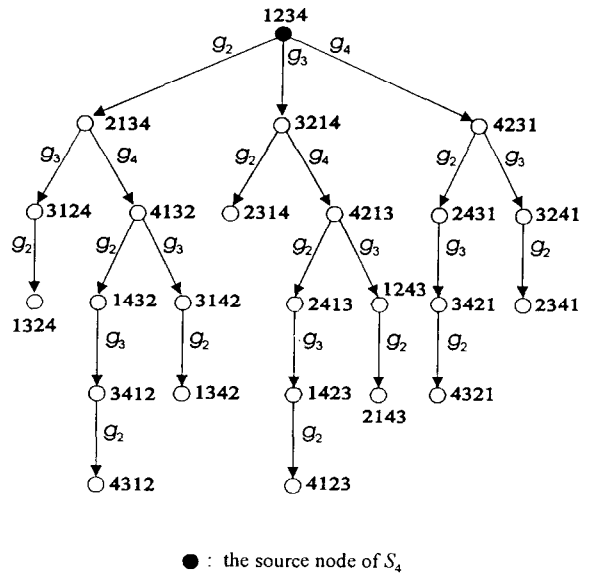 1234
g2 g3 g4
2134 3214 4231
g3 g4 g2 g4 g2 g3
3124 4132 2314 4213 2431 3241
g2 g2 g3 g2 g3 g3 g2
1324 1432 3142 2413 1243 3421 2341
g3 g2 g3 g2 g2
3412 1342 1423 2143 4321
g2 g2
4312 4123
● : the source node of S4